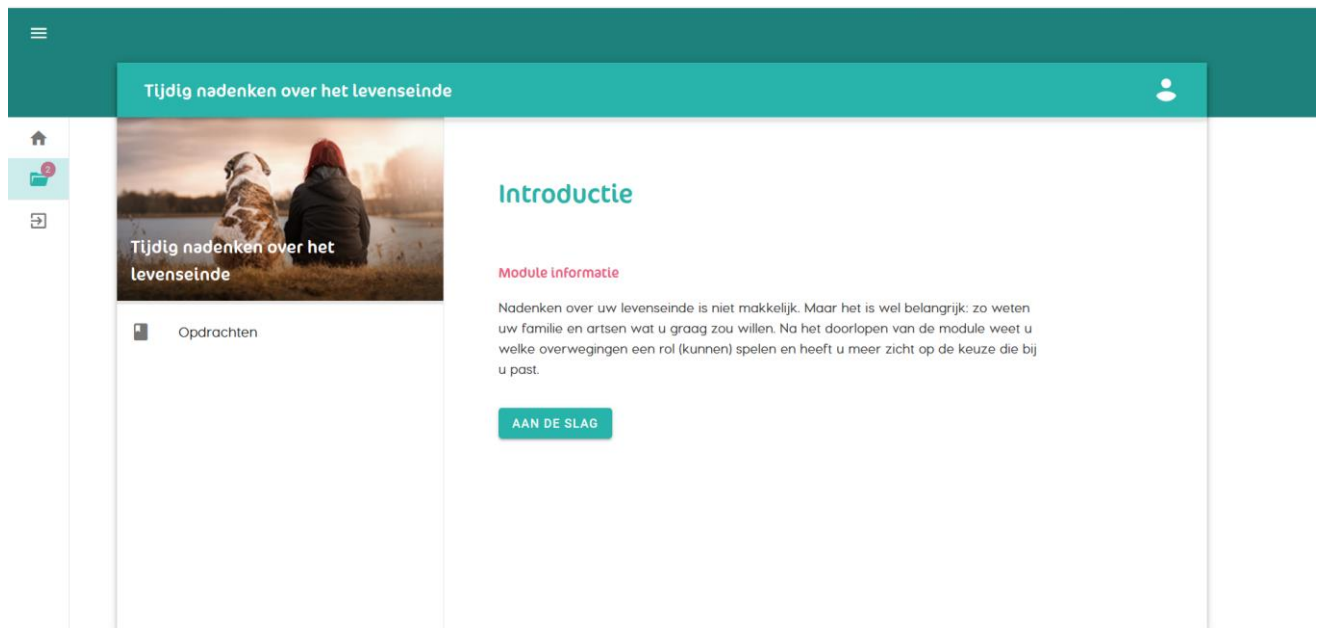 Tijdig nadenken over het levenseinde
2
Tijdig nadenken over het
levenseinde
Opdrachten
Introductie
Module informatie
Nadenken over uw levenseinde is niet makkelijk. Maar het is wel belangrijk: zo weten
uw familie en artsen wat u graag zou willen. Na het doorlopen van de module weet u
welke overwegingen een rol (kunnen) spelen en heeft u meer zicht op de keuze die bij
u past.
AAN DE SLAG